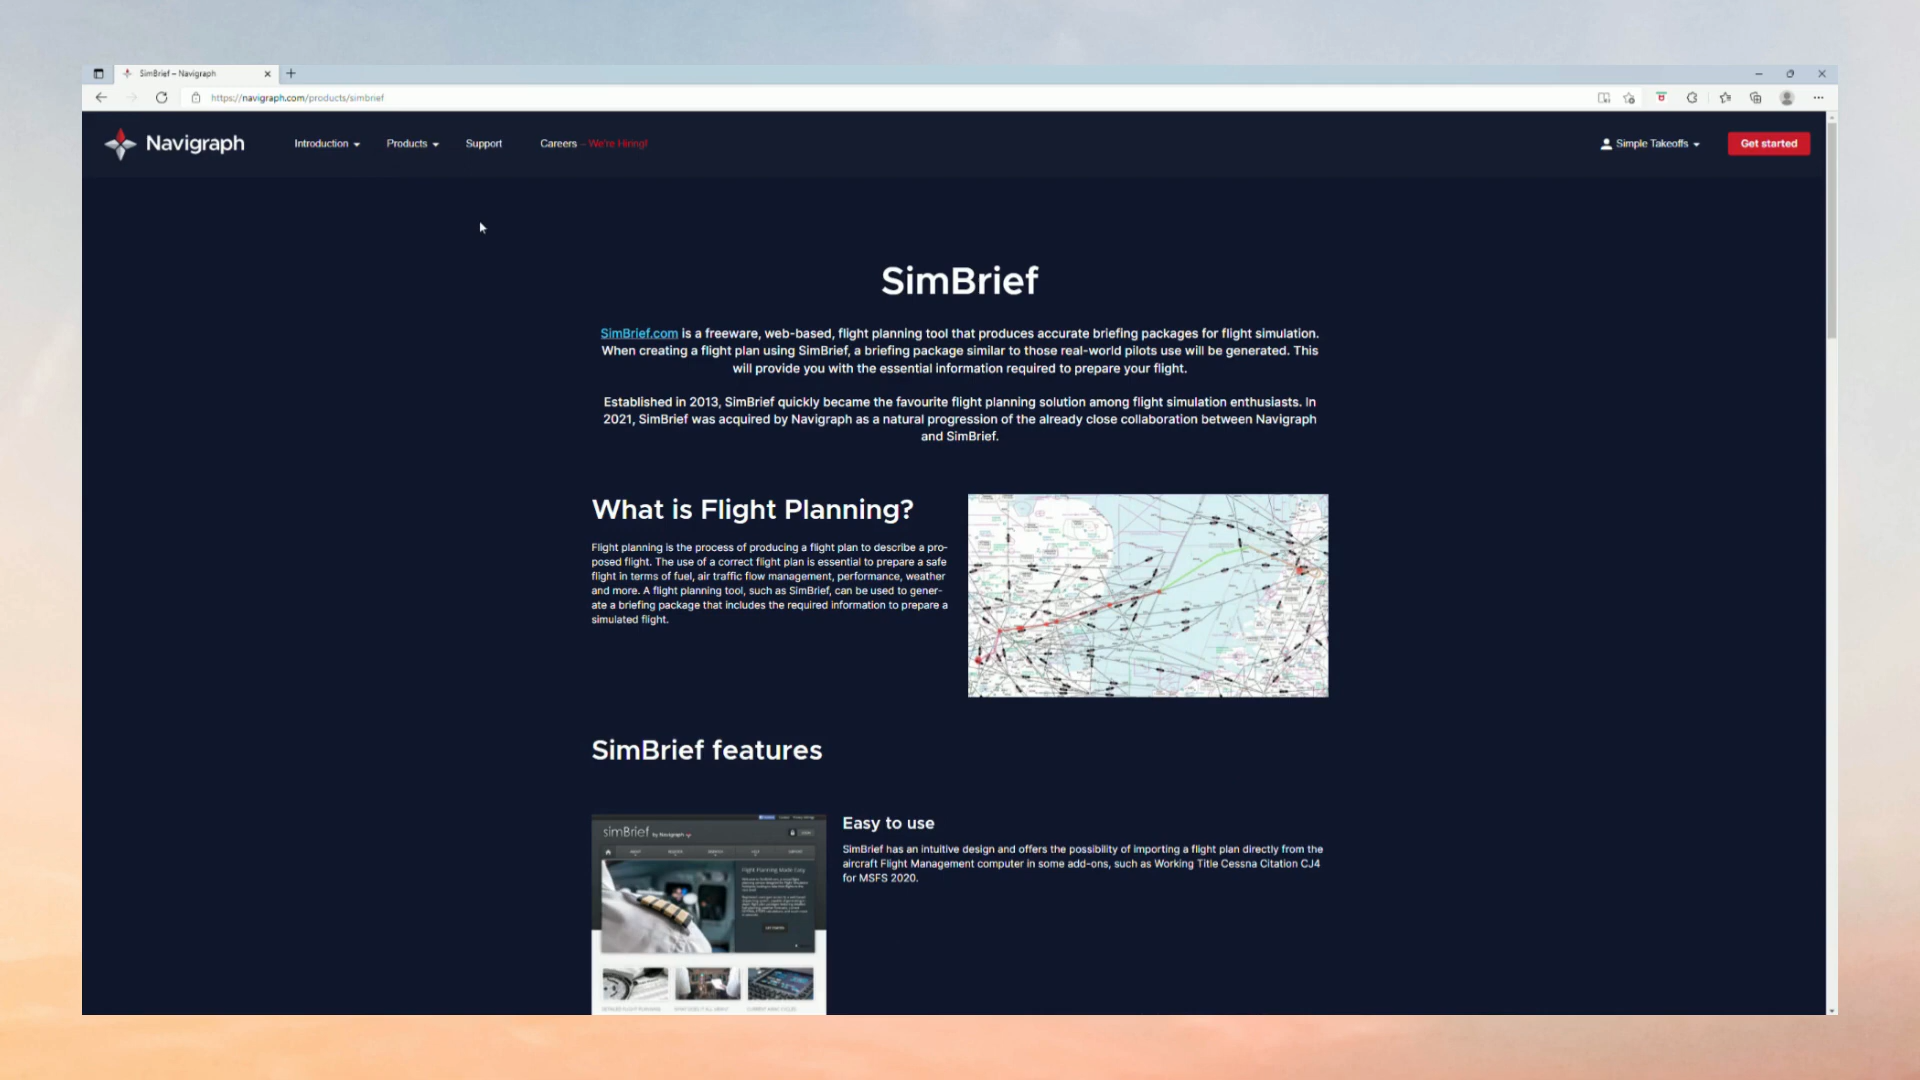 SimBrief – Navigraph
https://navigraph.com/products/simbrief
Navigraph
Introduction
Products
Support
Careers – We're Hiring!
Simple Takeoffs
Get started
SimBrief
SimBrief.com is a freeware, web-based, flight planning tool that produces accurate briefing packages for flight simulation.
When creating a flight plan using SimBrief, a briefing package similar to those real-world pilots use will be generated. This
will provide you with the essential information required to prepare your flight.
Established in 2013, SimBrief quickly became the favourite flight planning solution among flight simulation enthusiasts. In
2021, SimBrief was acquired by Navigraph as a natural progression of the already close collaboration between Navigraph
and SimBrief.
What is Flight Planning?
Flight planning is the process of producing a flight plan to describe a pro-
posed flight. The use of a correct flight plan is essential to prepare a safe
flight in terms of fuel, air traffic flow management, performance, weather
and more. A flight planning tool, such as SimBrief, can be used to gener-
ate a briefing package that includes the required information to prepare a
simulated flight.
SimBrief features
simBrief by Navigraph
Flight Planning Made Easy
Easy to use
SimBrief has an intuitive design and offers the possibility of importing a flight plan directly from the
aircraft Flight Management computer in some add-ons, such as Working Title Cessna Citation CJ4
for MSFS 2020.